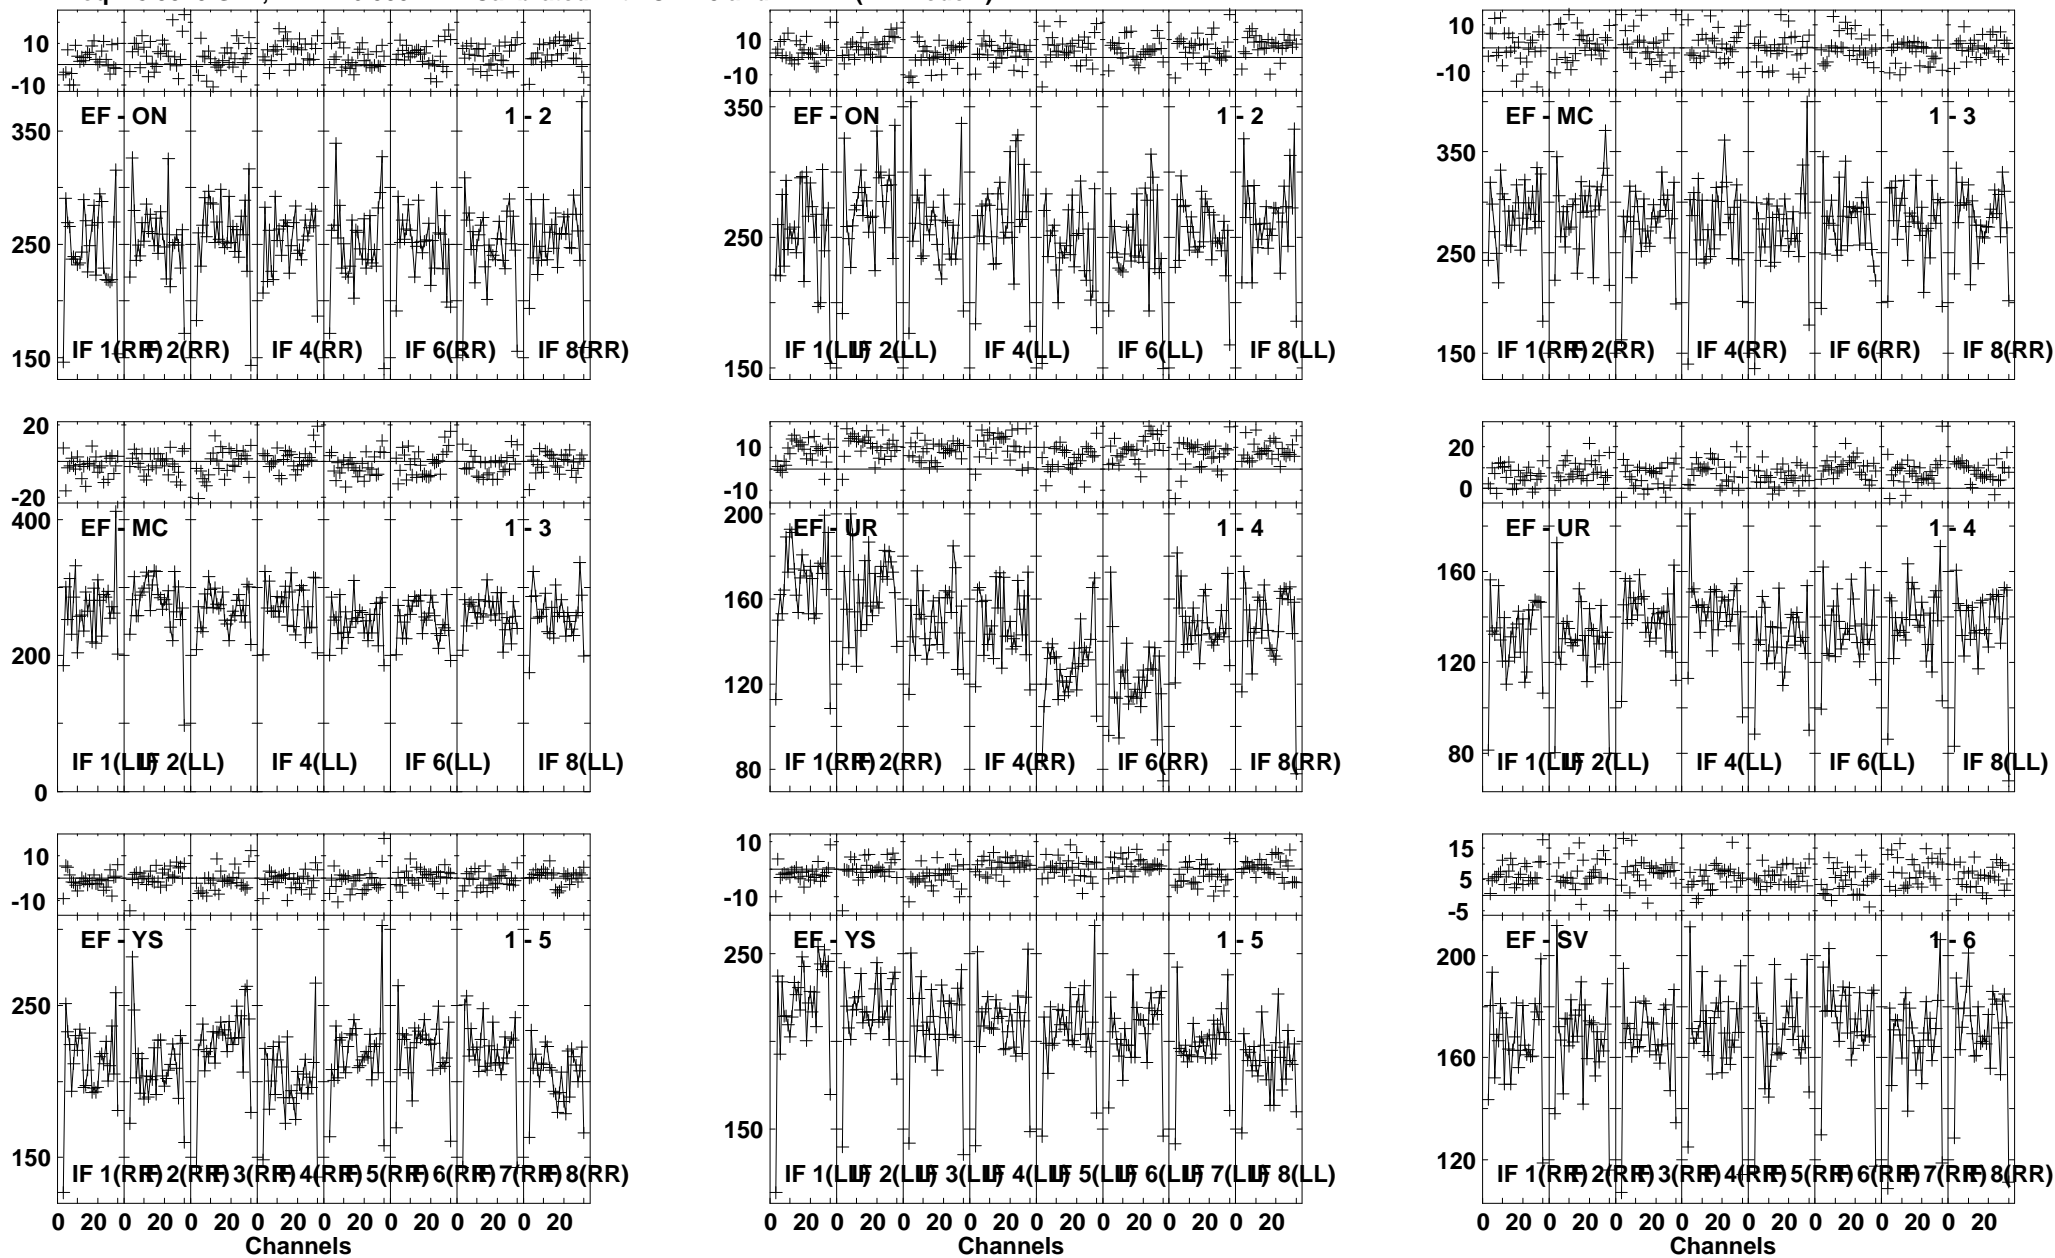 10 10 10
-10 -10 -10
EF - ON 1 - 2 EF - ON 1 - 2 EF - MC 1 - 3
350 350 350
250 250 250
150 150 150
IF 1(RR) IF 2(RR) IF 4(RR) IF 6(RR) IF 8(RR) IF 1(LL) IF 2(LL) IF 4(LL) IF 6(LL) IF 8(LL) IF 1(RR) IF 2(RR) IF 4(RR) IF 6(RR) IF 8(RR)
20 10 20
-20 -10 0
EF - MC 1 - 3 EF - UR 1 - 4 EF - UR 1 - 4
400 200 160
200 160 120
0 120 80
80
IF 1(LL) IF 2(LL) IF 4(LL) IF 6(LL) IF 8(LL) IF 1(RR) IF 2(RR) IF 4(RR) IF 6(RR) IF 8(RR) IF 1(LL) IF 2(LL) IF 4(LL) IF 6(LL) IF 8(LL)
10 10 15
-10 -10 5
-5
EF - YS 1 - 5 EF - YS 1 - 5 EF - SV 1 - 6
250 250 200
150 150 160
120
IF 1(RR) IF 2(RR) IF 3(RR) IF 4(RR) IF 5(RR) IF 6(RR) IF 7(RR) IF 8(RR) IF 1(LL) IF 2(LL) IF 3(LL) IF 4(LL) IF 5(LL) IF 6(LL) IF 7(LL) IF 8(LL) IF 1(RR) IF 2(RR) IF 3(RR) IF 4(RR) IF 5(RR) IF 6(RR) IF 7(RR) IF 8(RR)
0 20 0 20 0 20 0 20 0 20 0 20 0 20 0 20 0 20 0 20 0 20 0 20 0 20 0 20 0 20 0 20 0 20 0 20 0 20 0 20 0 20 0 20 0 20 0 20
Channels Channels Channels